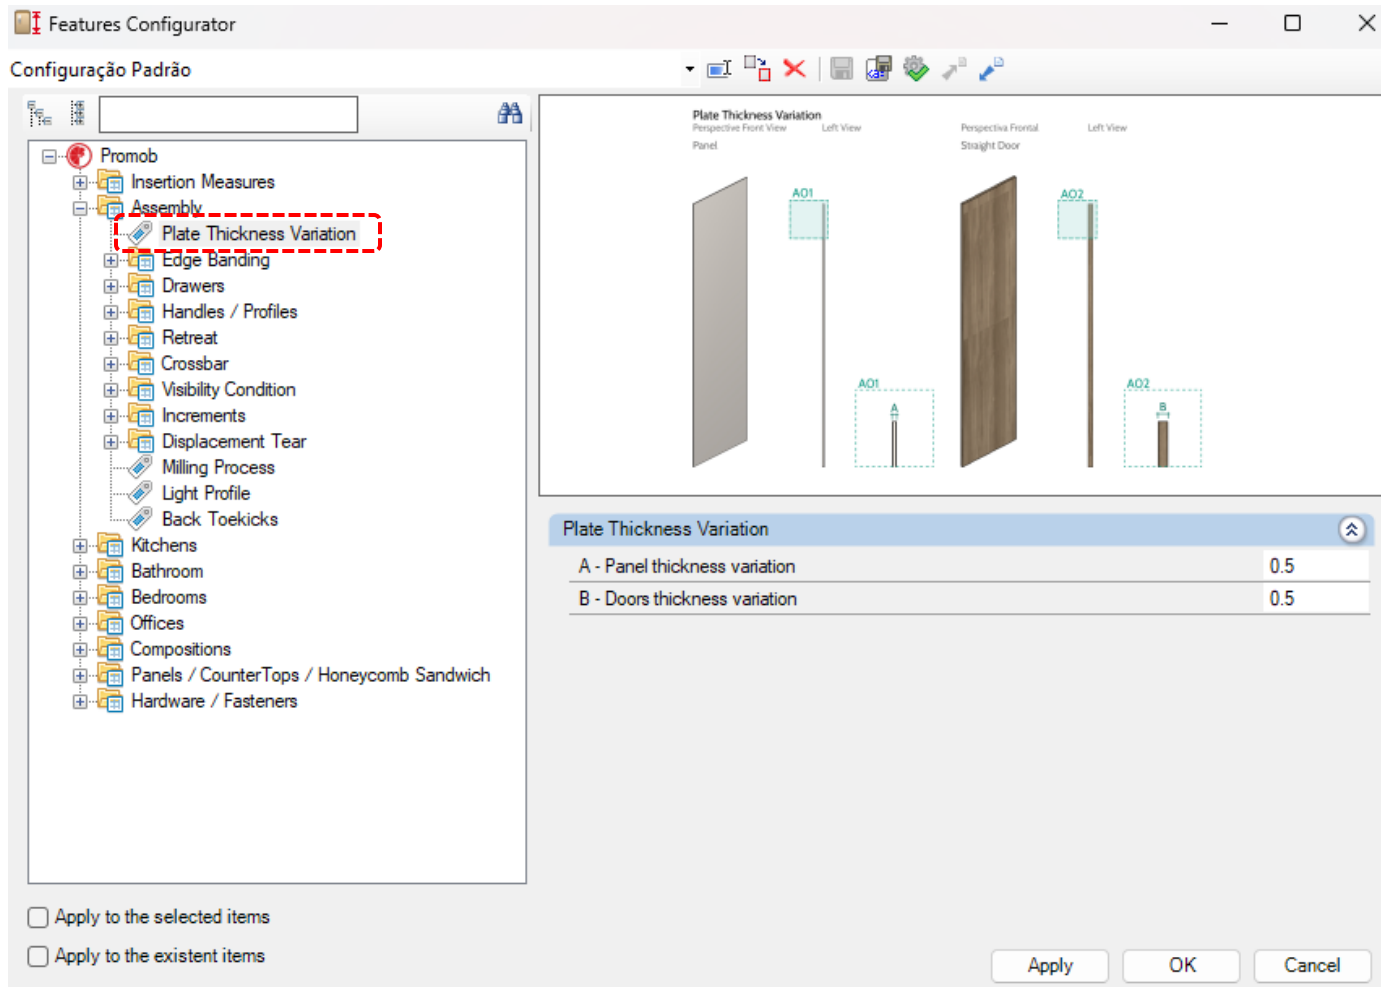 Features Configurator
Configuração Padrão
Promob
Insertion Measures
Assembly
Plate Thickness Variation
Edge Banding
Drawers
Handles / Profiles
Retreat
Crossbar
Visibility Condition
Increments
Displacement Tear
Milling Process
Light Profile
Back Toekicks
Kitchens
Bathroom
Bedrooms
Offices
Compositions
Panels / CounterTops / Honeycomb Sandwich
Hardware / Fasteners
Plate Thickness Variation
Perspective Front View Left View Perspectiva Frontal Left View
Panel Straight Door
AO1 AO2
AO1 AO2
A B
Plate Thickness Variation
A - Panel thickness variation 0.5
B - Doors thickness variation 0.5
Apply to the selected items
Apply to the existent items
Apply OK Cancel